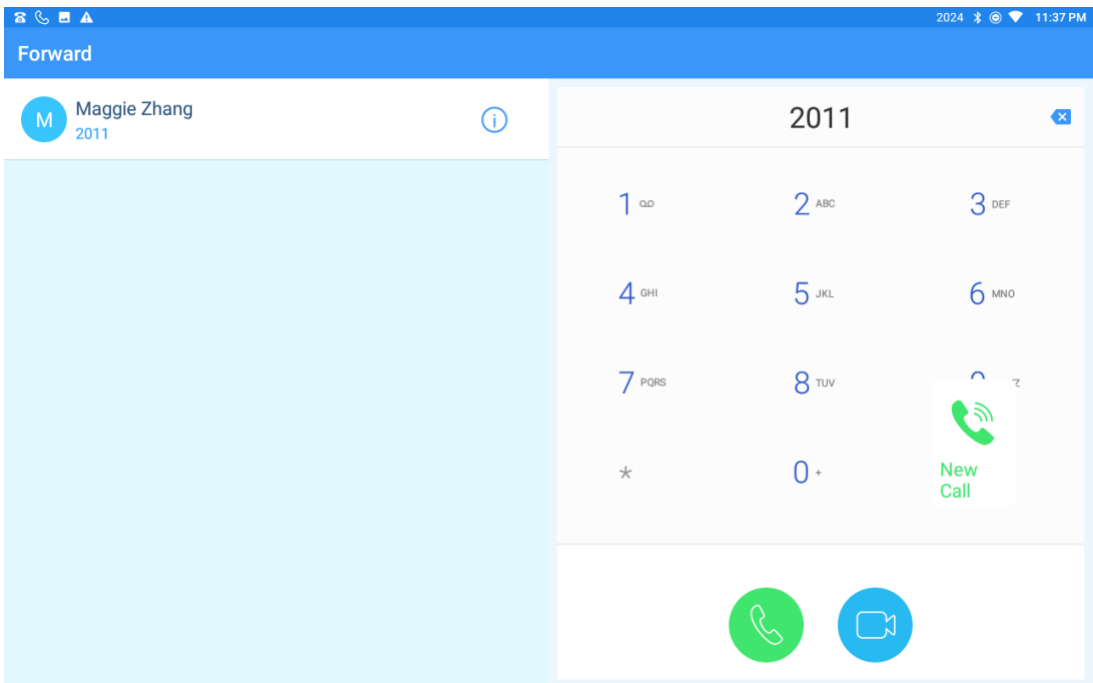 2024 11:37 PM
Forward
M Maggie Zhang
2011
2011
1
2 ABC
3 DEF
4 GHI
5 JKL
6 MNO
7 PQRS
8 TUV
*
0 +
New
Call